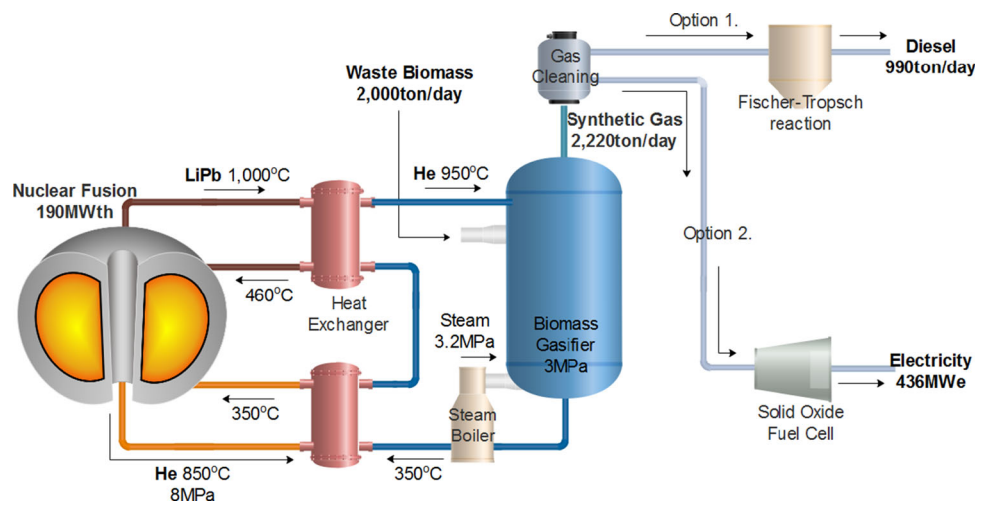 Option 1.
Diesel
990ton/day
Gas
Cleaning
Waste Biomass
2,000ton/day
Fischer-Tropsch
reaction
Synthetic Gas
2,220ton/day
LiPb 1,000°C
He 950°C
Nuclear Fusion
190MWth
Option 2.
460°C
Heat
Exchanger
Steam
3.2MPa
Biomass
Gasifier
3MPa
Electricity
436MWe
350°C
Steam
Boiler
Solid Oxide
Fuel Cell
He 850°C
8MPa
350°C